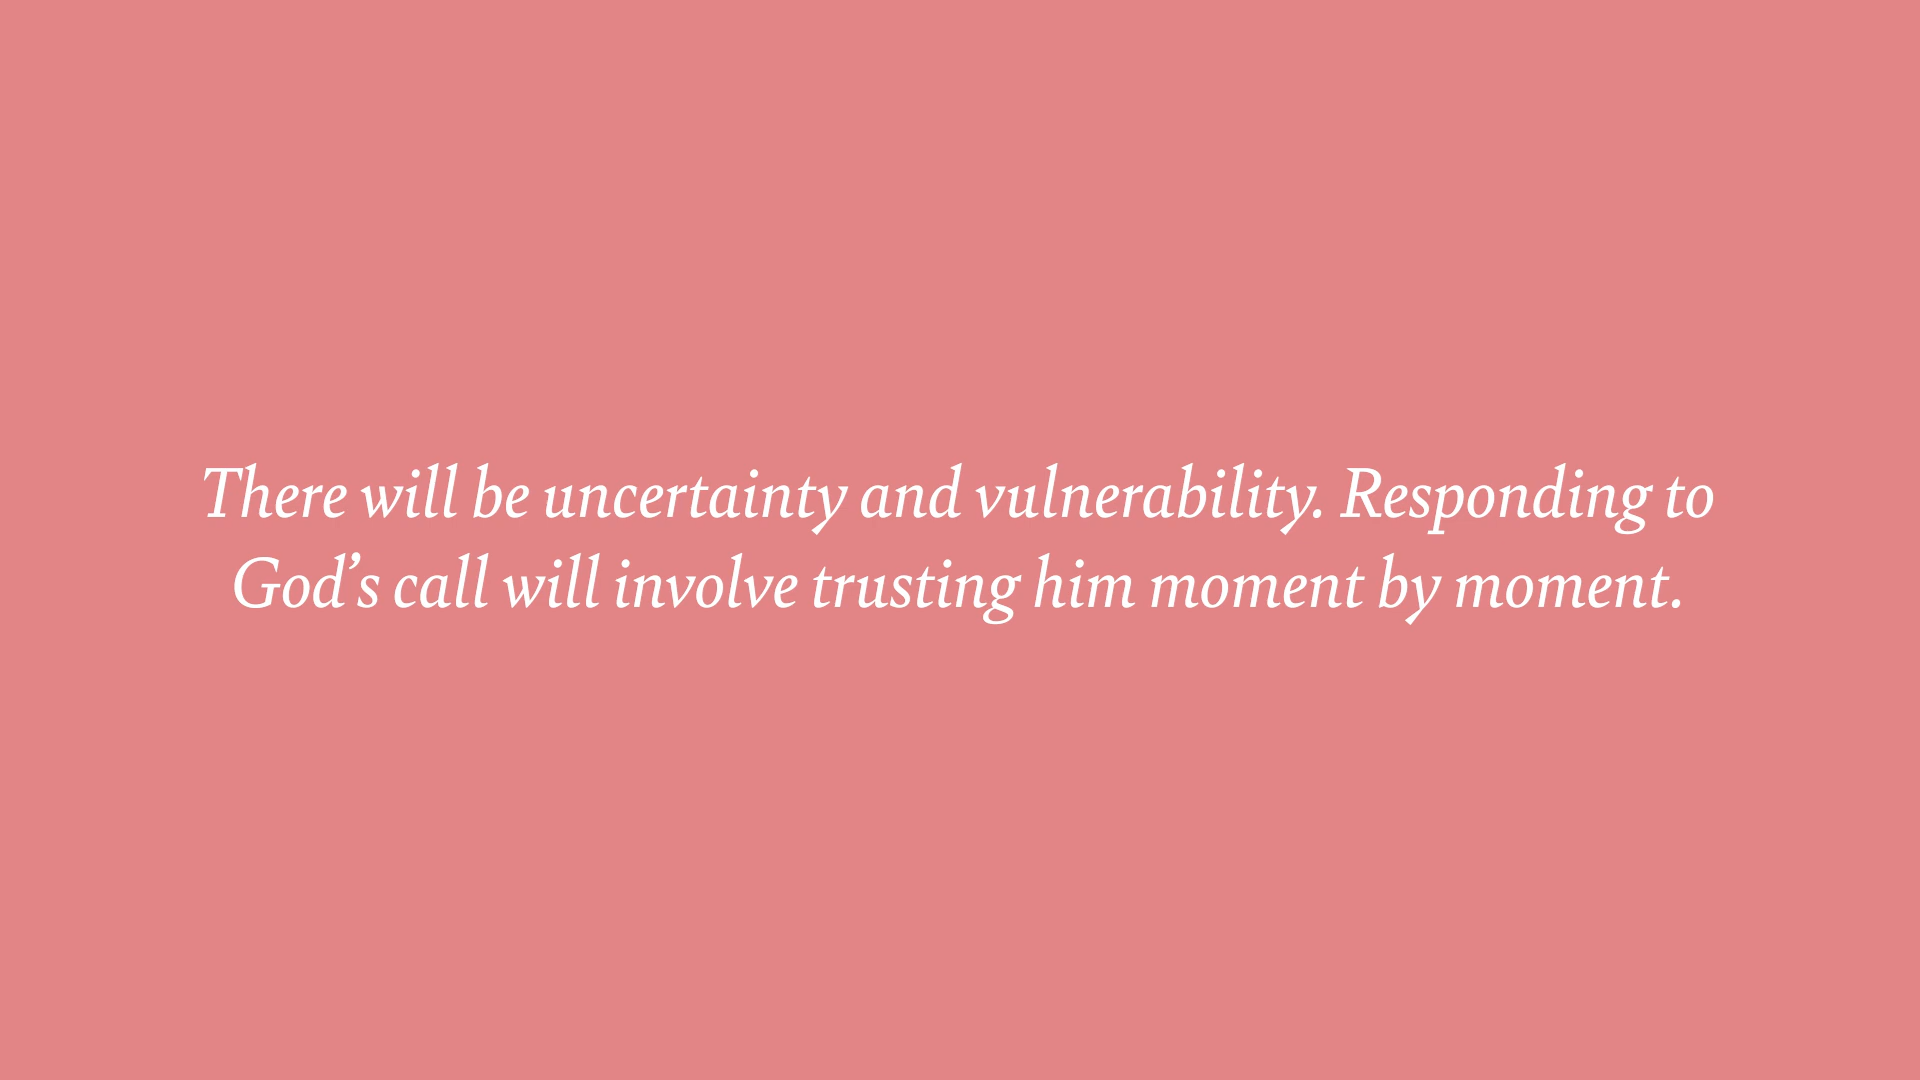 There will be uncertainty and vulnerability. Responding to
God’s call will involve trusting him moment by moment.